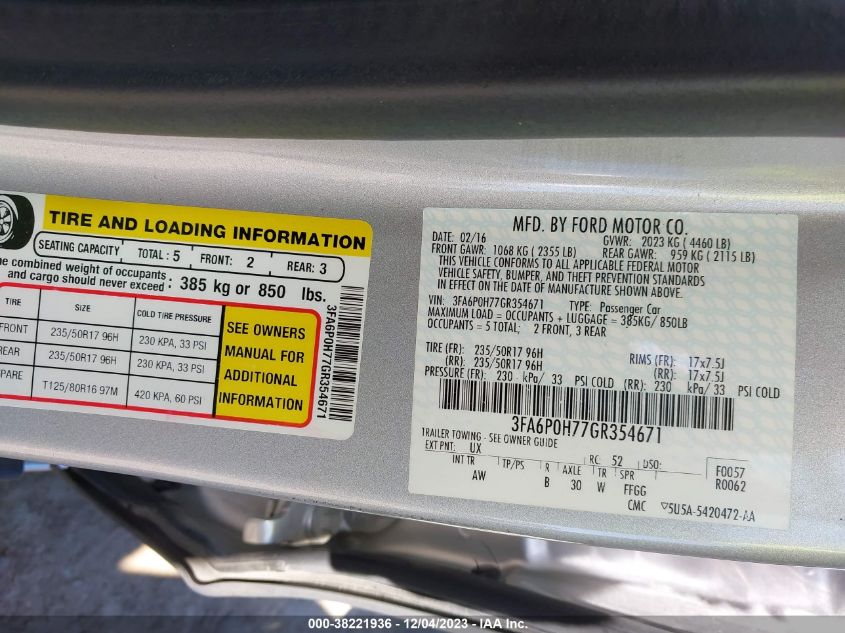 TIRE AND LOADING INFORMATION
SEATING CAPACITY TOTAL : 5 FRONT: 2 REAR: 3
combined weight of occupants
and cargo should never exceed : 385 kg or 850 lbs.
TIRE SIZE COLD TIRE PRESSURE
FRONT 235/50R17 96H 230 KPA, 33 PSI
235/50R17 96H 230 KPA, 33 PSI
T125/80R16 97M 420 KPA, 60 PSI
SEE OWNERS
MANUAL FOR
ADDITIONAL
INFORMATION
3FA6P0H77GR354671
MFD. BY FORD MOTOR CO.
DATE: 02/16 GVWR: 2023 KG ( 4460 LB)
FRONT GAWR: 1068 KG ( 2355 LB) REAR GAWR: 959 KG ( 2115 LB)
THIS VEHICLE CONFORMS TO ALL APPLICABLE FEDERAL MOTOR
VEHICLE SAFETY, BUMPER, AND THEFT PREVENTION STANDARDS
IN EFFECT ON THE DATE OF MANUFACTURE SHOWN ABOVE.
VIN: 3FA6P0H77GR354671 TYPE: Passenger Car
MAXIMUM LOAD = OCCUPANTS + LUGGAGE = 385KG/ 850LB
OCCUPANTS = 5 TOTAL; 2 FRONT, 3 REAR
TIRE (FR): 235/50R17 96H RIMS (FR): 17x7.5J
(RR): 235/50R17 96H (RR): 17x7.5J
PRESSURE (FR): 230 kPa/ 33 PSI COLD (RR): 230 kPa/ 33 PSI COLD
3FA6P0H77GR354671
TRAILER TOWING - SEE OWNER GUIDE
EXT PNT: UX RC: 52 DSO: F0057
R0062
INT TR TP/PS R AXLE TR SPR
AW B 30 W FFGG
CMC 5U5A-5420472-AA
000-38221936 - 12/04/2023 - IAAI.com.